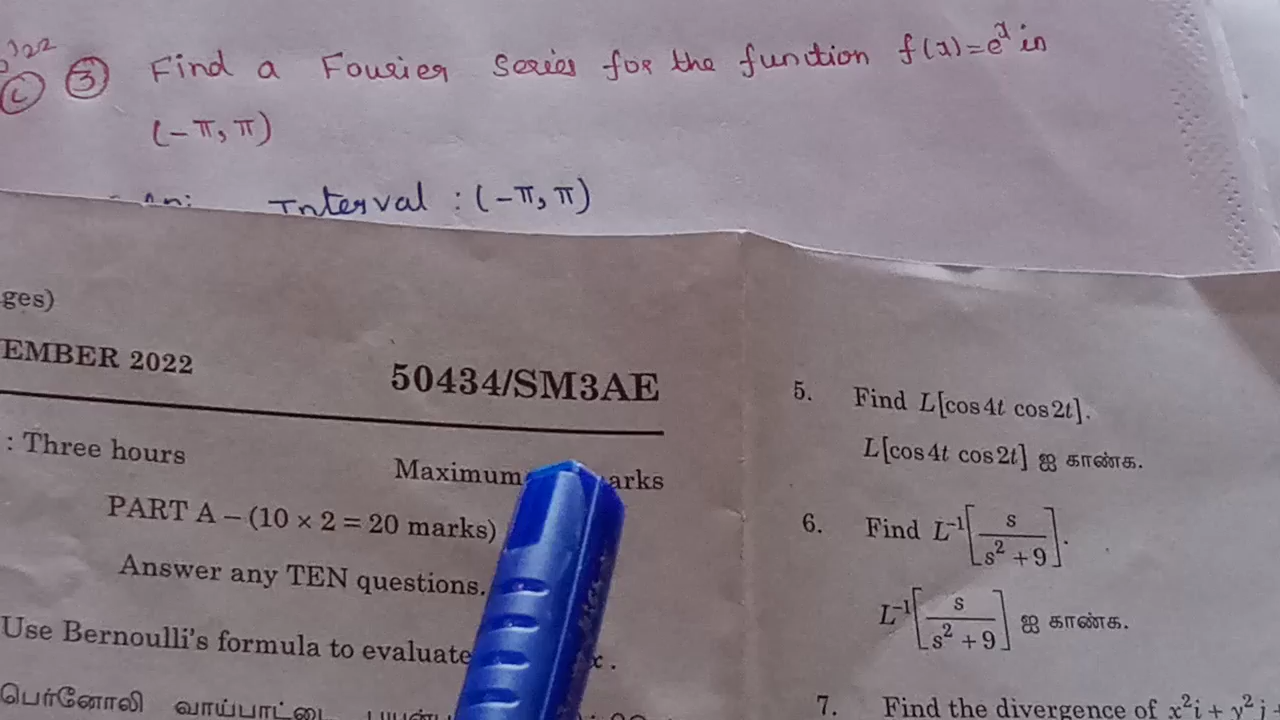 ③ Find a Fourier Series for the function f(x)=eˣ in
(-π, π)
Interval : (-π, π)
ges)
EMBER 2022
50434/SM3AE
: Three hours
Maximum arks
PART A – (10 × 2 = 20 marks)
Answer any TEN questions.
Use Bernoulli's formula to evaluate x.
பெர்னோலி வாய்பாட்டை
5. Find L[cos 4t cos 2t].
L[cos 4t cos 2t] ஐ காண்க.
6. Find L⁻¹[s/(s² + 9)].
L⁻¹[s/(s² + 9)] ஐ காண்க.
7. Find the divergence of x²i + y²j +